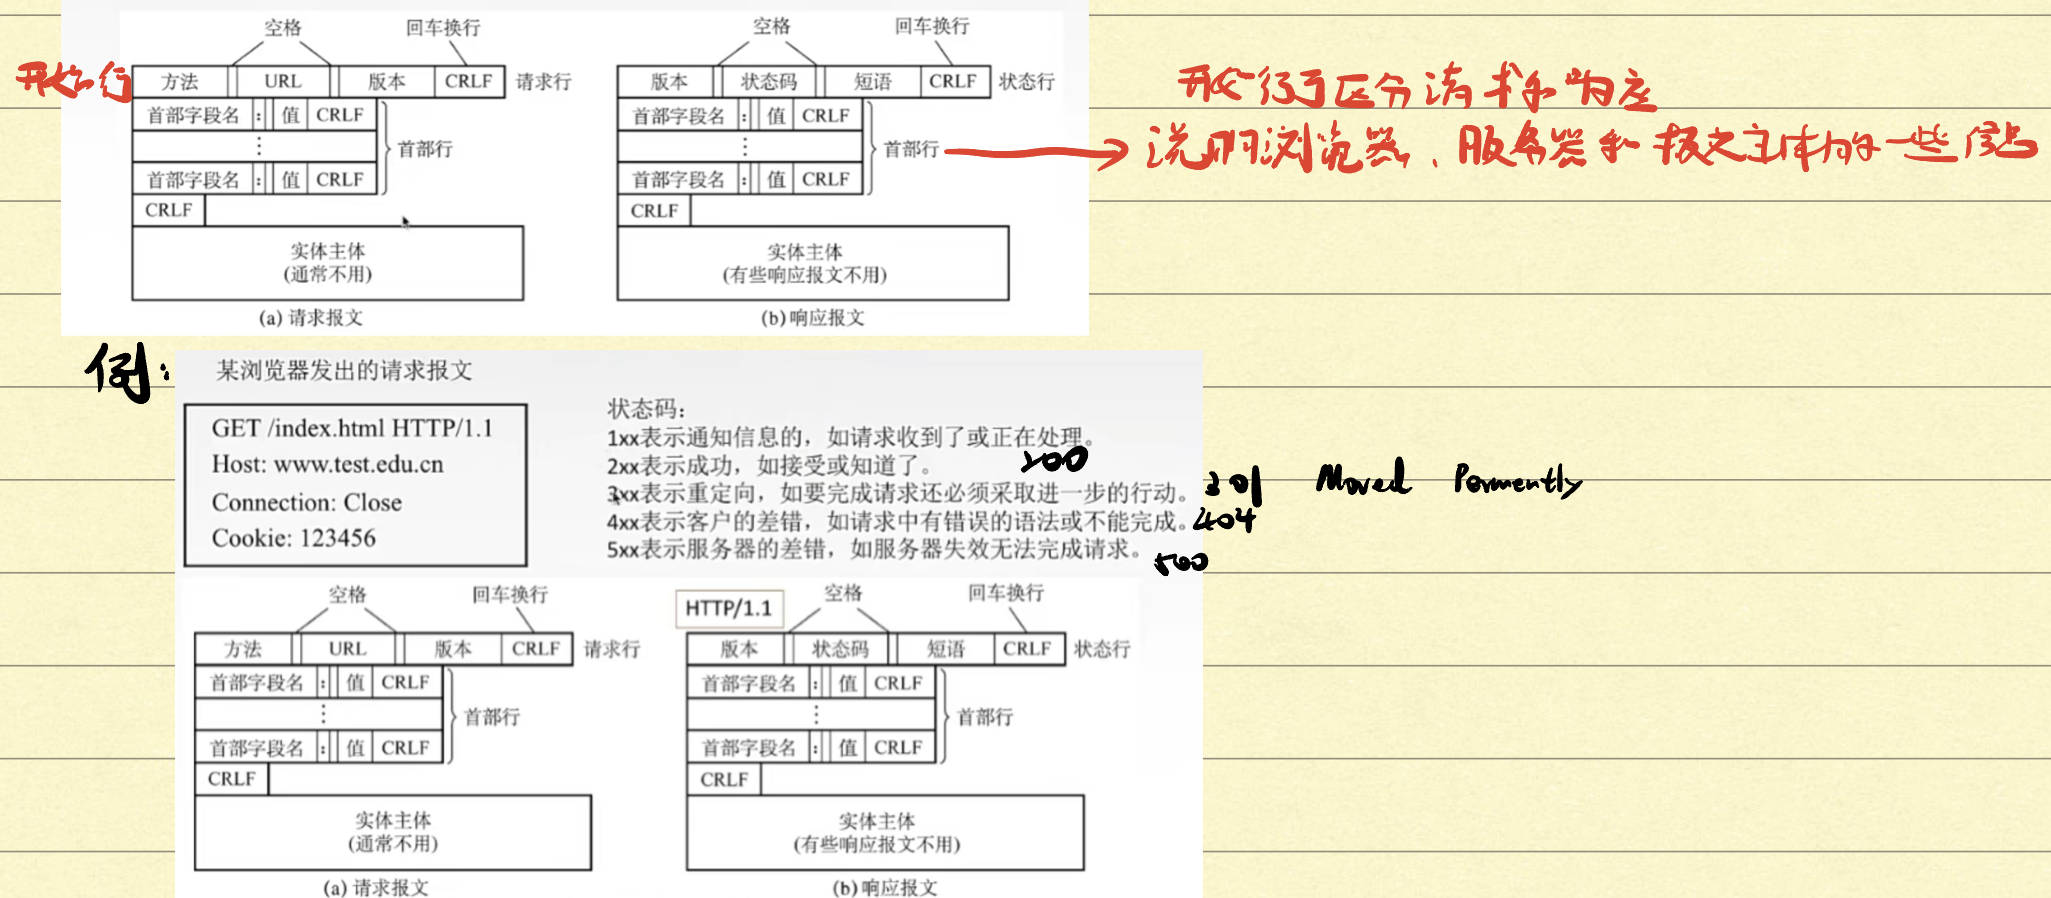 空格 回车换行 空格 回车换行
开始行 方法 URL 版本 CRLF 请求行 版本 状态码 短语 CRLF 状态行 开始行于区分请求和响应
首部字段名 : 值 CRLF 首部字段名 : 值 CRLF
⋮ 首部行 ⋮ 首部行 说明浏览器、服务器和报文主体的一些信息
首部字段名 : 值 CRLF 首部字段名 : 值 CRLF
CRLF CRLF
实体主体 实体主体
(通常不用) (有些响应报文不用)
(a) 请求报文 (b) 响应报文
例:
某浏览器发出的请求报文
GET /index.html HTTP/1.1
Host: www.test.edu.cn
Connection: Close
Cookie: 123456
状态码:
1xx表示通知信息的，如请求收到了或正在处理。
2xx表示成功，如接受或知道了。 200
3xx表示重定向，如要完成请求还必须采取进一步的行动。 301 Moved Permently
4xx表示客户的差错，如请求中有错误的语法或不能完成。 404
5xx表示服务器的差错，如服务器失效无法完成请求。 500
空格 回车换行 HTTP/1.1 空格 回车换行
方法 URL 版本 CRLF 请求行 版本 状态码 短语 CRLF 状态行
首部字段名 : 值 CRLF 首部字段名 : 值 CRLF
⋮ 首部行 ⋮ 首部行
首部字段名 : 值 CRLF 首部字段名 : 值 CRLF
CRLF CRLF
实体主体 实体主体
(通常不用) (有些响应报文不用)
(a) 请求报文 (b) 响应报文